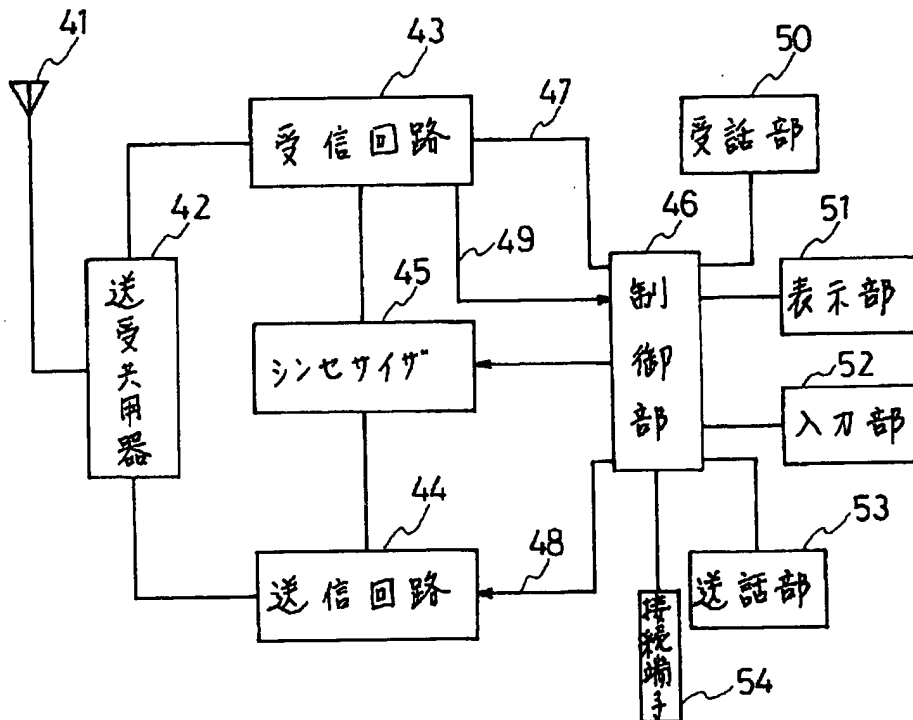 41
43
受信回路
47
50
受話部
42
送受共用器
49
46
制御部
51
表示部
45
シンセサイザ
52
入力部
44
送信回路
48
53
送話部
接続端子
54